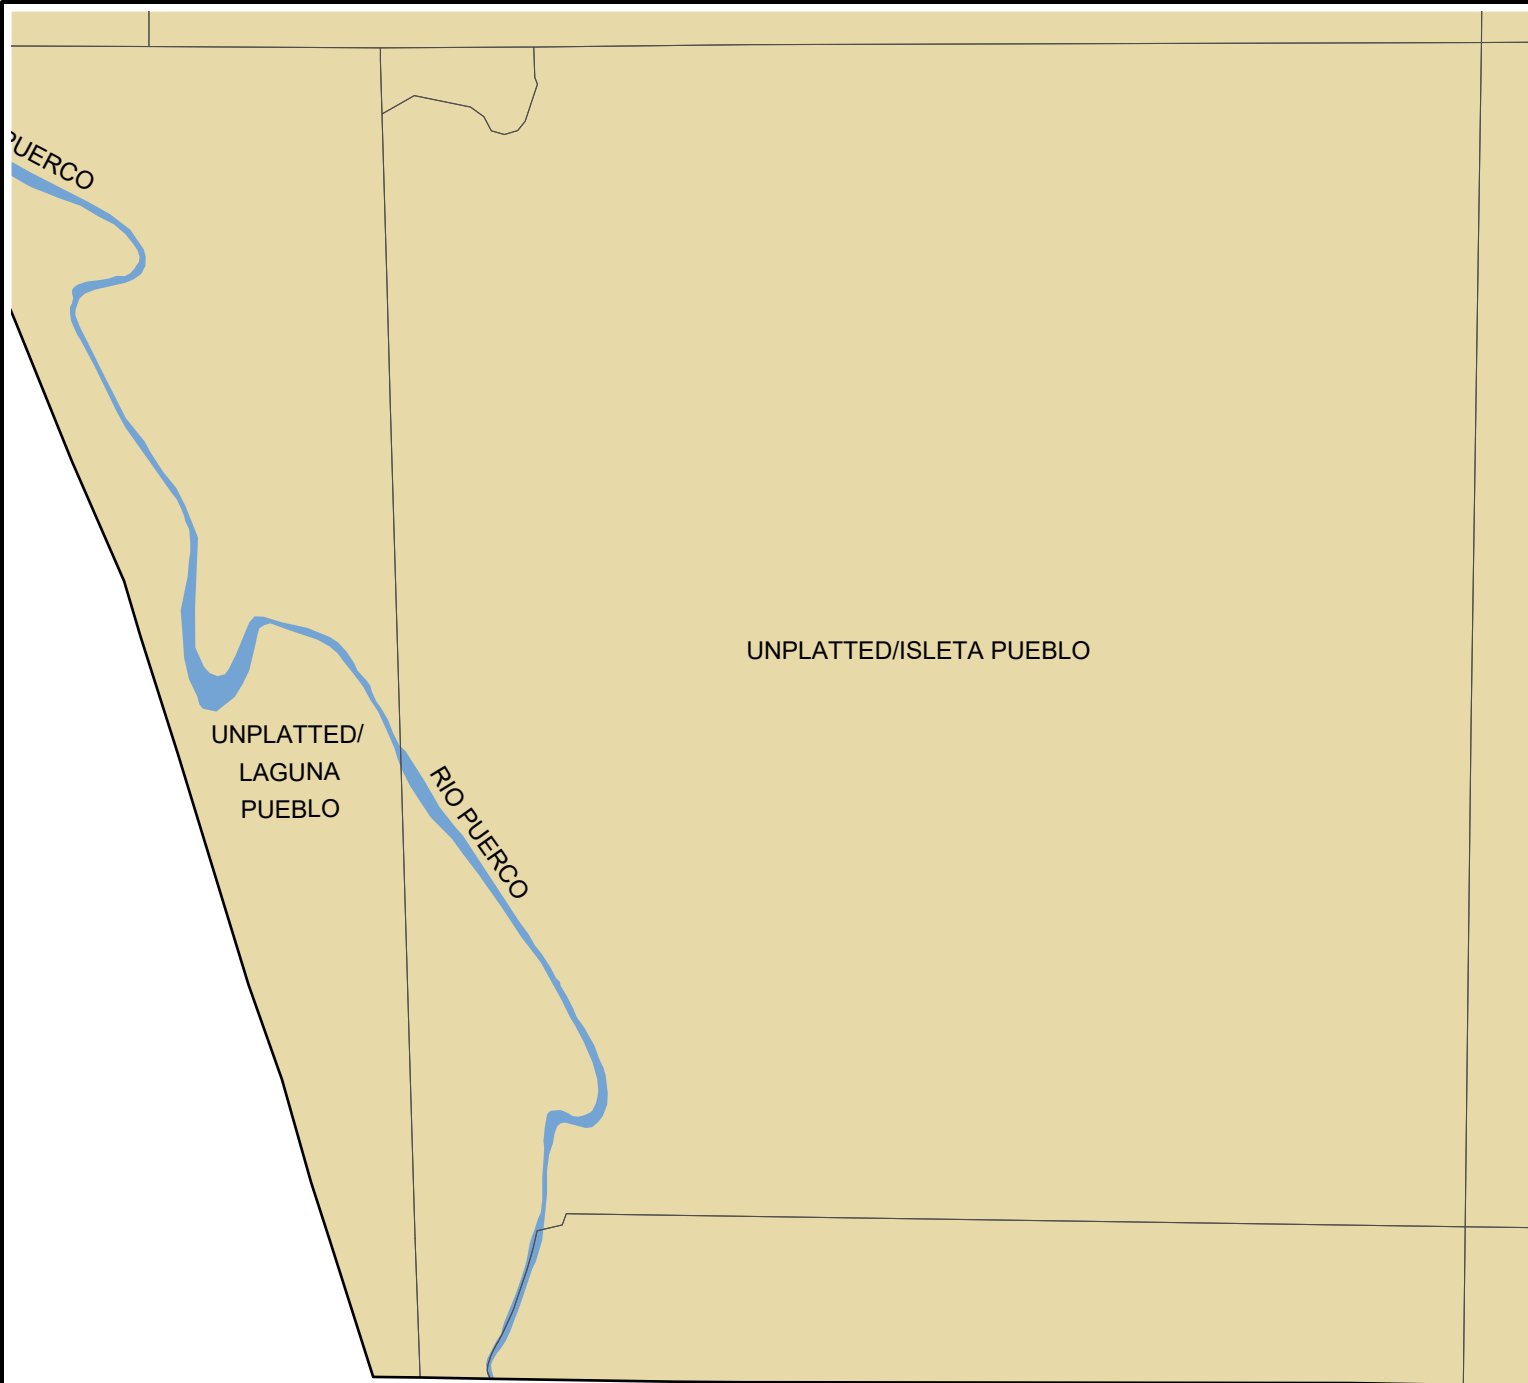 PUERCO
UNPLATTED/ISLETA PUEBLO
UNPLATTED/
LAGUNA
PUEBLO
RIO PUERCO